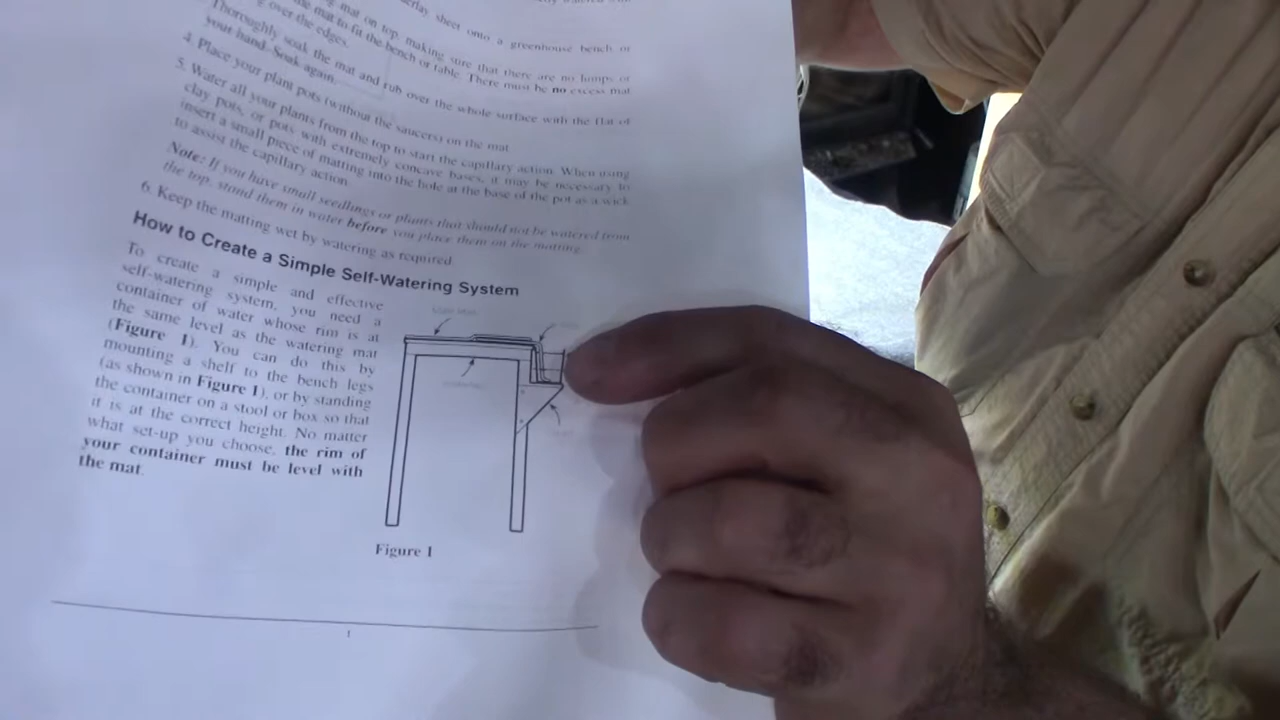 erlay sheet onto a greenhouse bench or
mat on top, making sure that there are no lumps or
the mat to fit the bench or table. There must be no excess mat
g over the edges.
Thoroughly soak the mat and rub over the whole surface with the flat of
your hand. Soak again.
4. Place your plant pots (without the saucers) on the mat
5. Water all your plants from the top to start the capillary action. When using
clay pots, or pots with extremely concave bases, it may be necessary to
insert a small piece of matting into the hole at the base of the pot as a wick
to assist the capillary action.
Note: If you have small seedlings or plants that should not be watered from
the top, stand them in water before you place them on the matting.
6. Keep the matting wet by watering as required
How to Create a Simple Self-Watering System
To create a simple and effective
self-watering system, you need a
container of water whose rim is at
the same level as the watering mat
(Figure 1). You can do this by
mounting a shelf to the bench legs
(as shown in Figure 1), or by standing
the container on a stool or box so that
it is at the correct height. No matter
what set-up you choose, the rim of
your container must be level with
the mat.
Figure 1
1